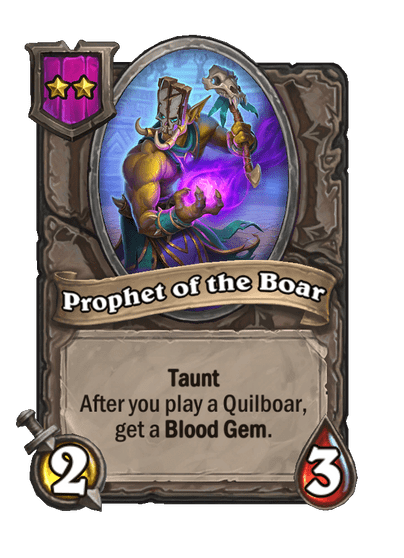 Prophet of the Boar
Taunt
After you play a Quilboar,
get a Blood Gem.
2
3